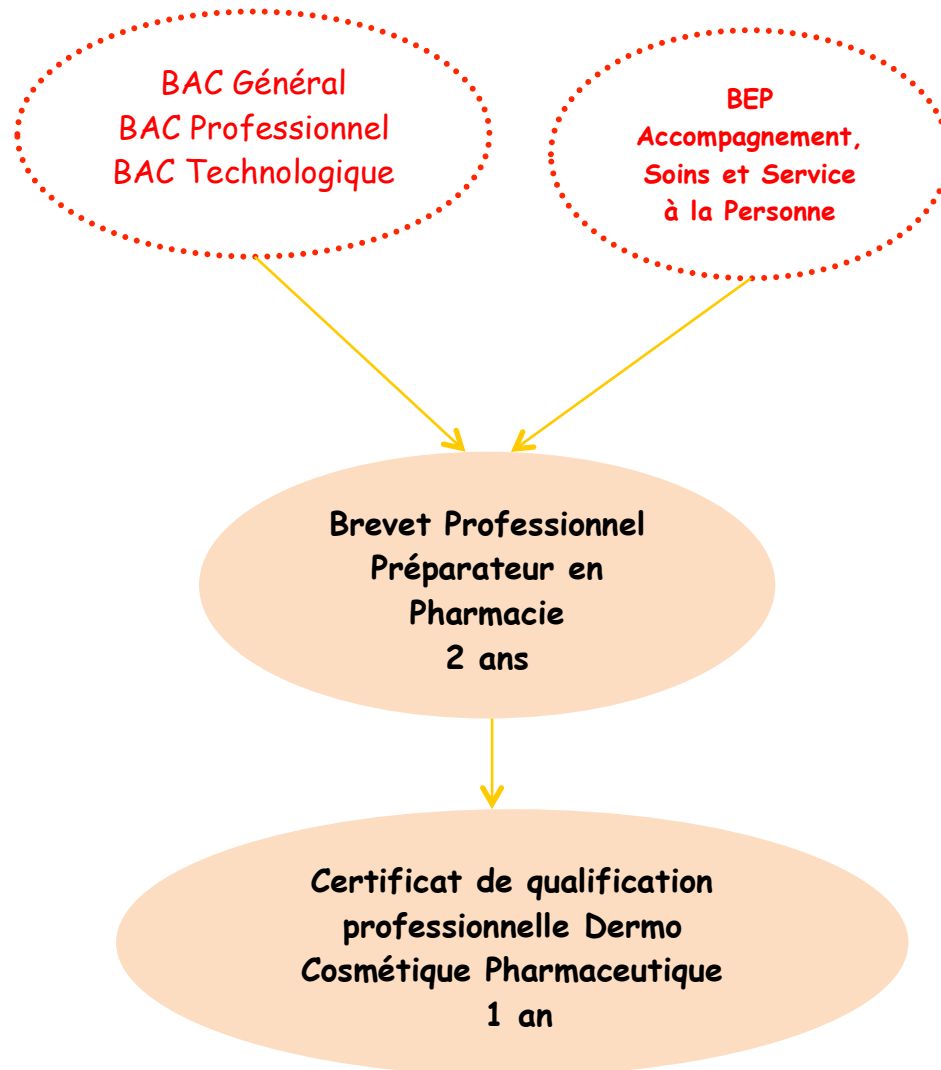 BAC Général
BAC Professionnel
BAC Technologique
BEP
Accompagnement,
Soins et Service
à la Personne
Brevet Professionnel
Préparateur en
Pharmacie
2 ans
Certificat de qualification
professionnelle Dermo
Cosmétique Pharmaceutique
1 an